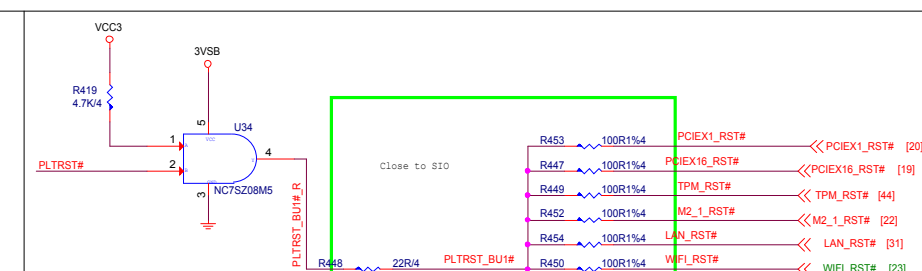 VCC3
3VSB
R419
4.7K/4
5
U34
VCC
1
4
2
PLTRST#
3
NC7SZ08M5
PLTRST_BU1#_R
Close to SIO
R453 100R1%4 PCIEX1_RST# PCIEX1_RST# [20]
R447 100R1%4 PCIEX16_RST# PCIEX16_RST# [19]
R449 100R1%4 TPM_RST# TPM_RST# [44]
R452 100R1%4 M2_1_RST# M2_1_RST# [22]
R454 100R1%4 LAN_RST# LAN_RST# [31]
R448 22R/4 PLTRST_BU1# R450 100R1%4 WIFI_RST# WIFI_RST# [23]